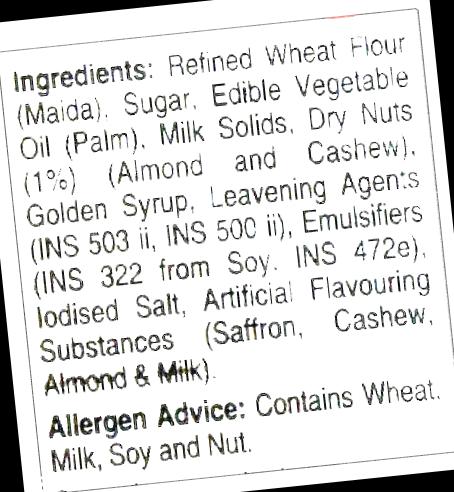 Ingredients: Refined Wheat Flour
(Maida), Sugar, Edible Vegetable
Oil (Palm), Milk Solids, Dry Nuts
(1%) (Almond and Cashew),
Golden Syrup, Leavening Agents
(INS 503 ii, INS 500 ii), Emulsifiers
(INS 322 from Soy, INS 472e),
Iodised Salt, Artificial Flavouring
Substances (Saffron, Cashew,
Almond & Milk).
Allergen Advice: Contains Wheat,
Milk, Soy and Nut.